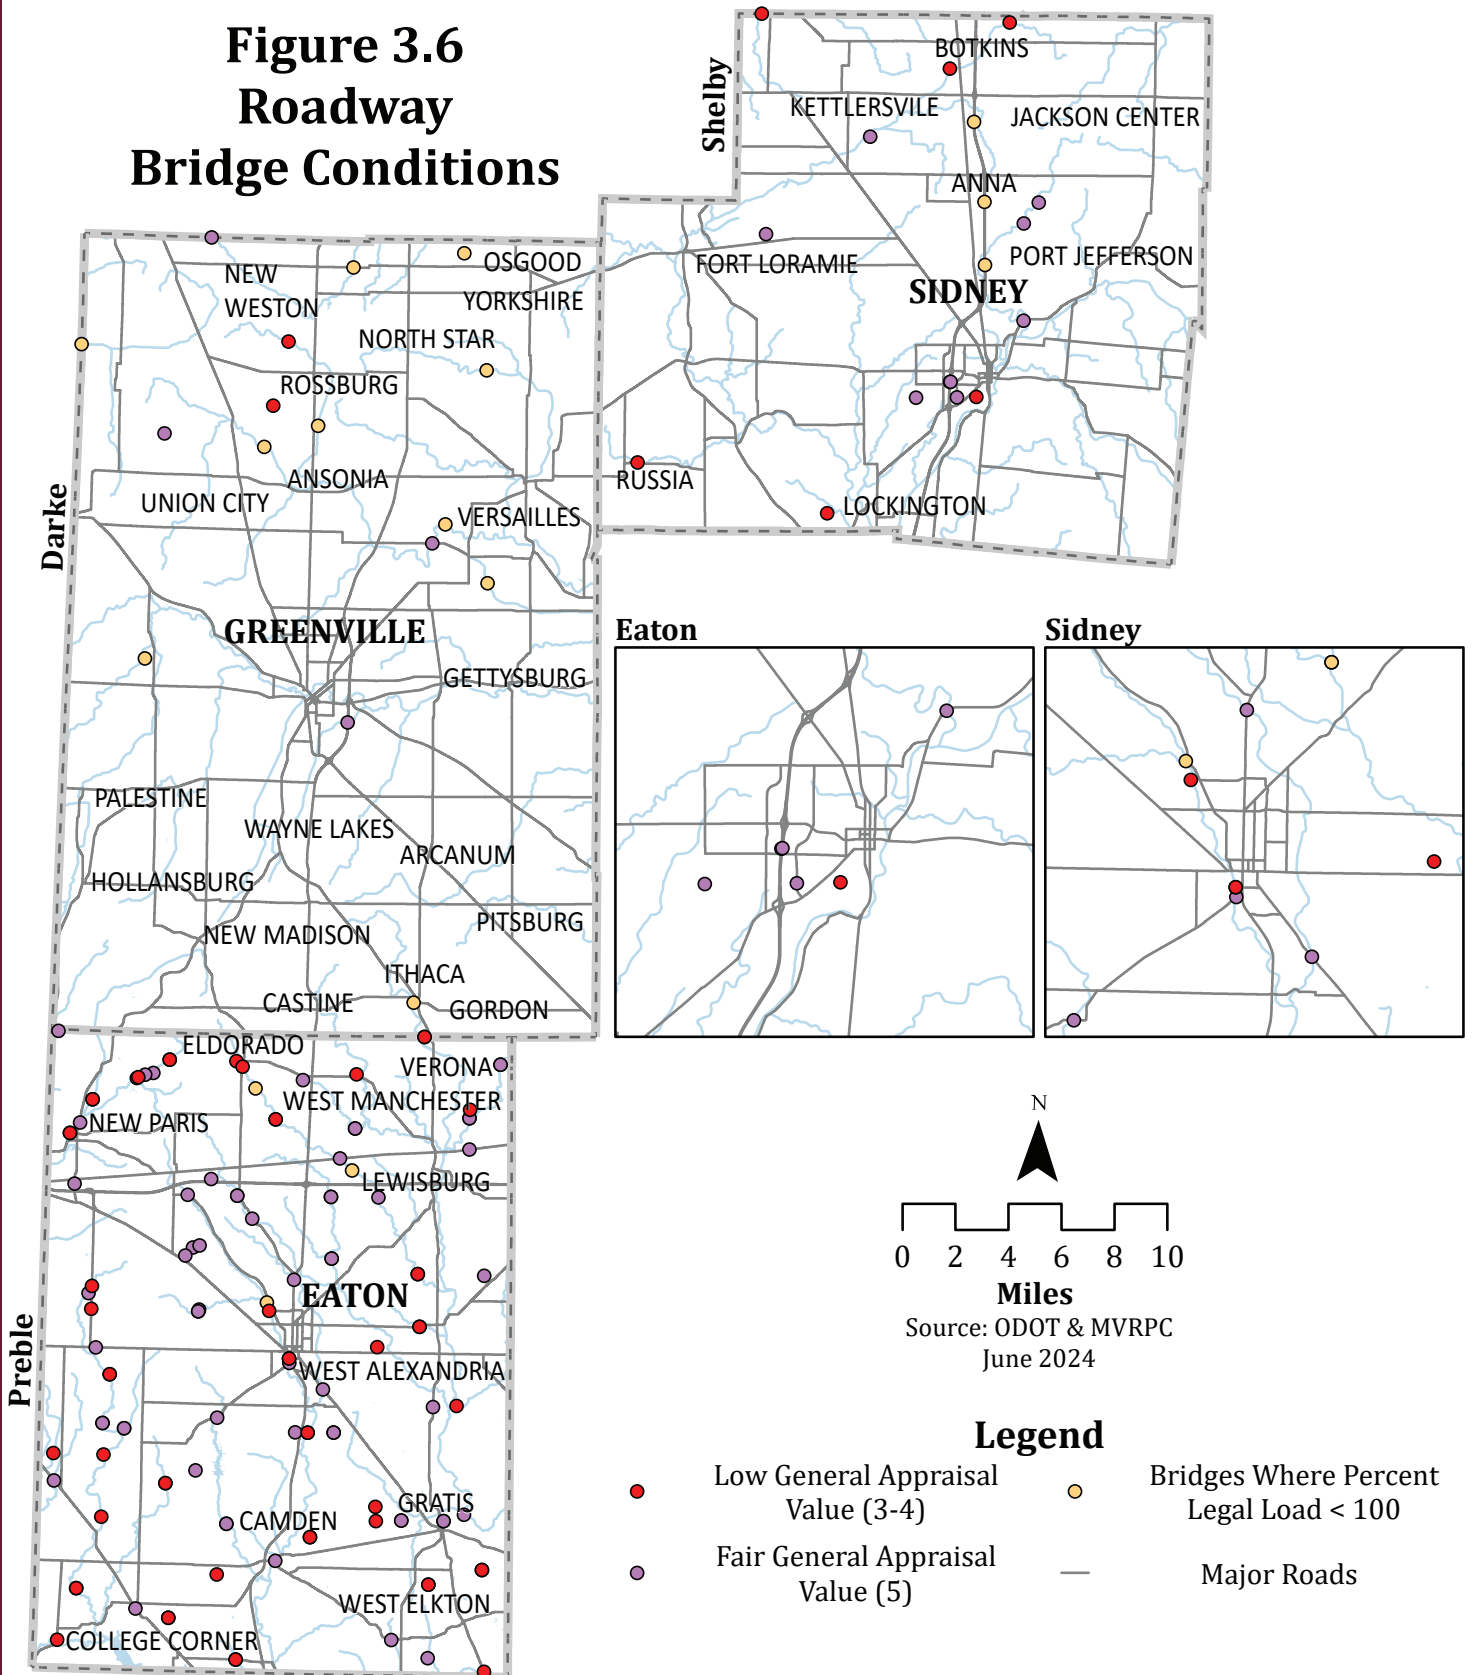 Figure 3.6
Roadway
Bridge Conditions
Shelby
BOTKINS
KETTLERSVILE
JACKSON CENTER
ANNA
PORT JEFFERSON
FORT LORAMIE
SIDNEY
RUSSIA
LOCKINGTON
Darke
NEW
WESTON
OSGOOD
YORKSHIRE
NORTH STAR
ROSSBURG
ANSONIA
UNION CITY
VERSAILLES
GREENVILLE
GETTYSBURG
PALESTINE
WAYNE LAKES
ARCANUM
HOLLANSBURG
PITSBURG
NEW MADISON
ITHACA
CASTINE
GORDON
Eaton
Sidney
Preble
ELDORADO
VERONA
WEST MANCHESTER
NEW PARIS
LEWISBURG
EATON
WEST ALEXANDRIA
GRATIS
CAMDEN
WEST ELKTON
COLLEGE CORNER
N
0 2 4 6 8 10
Miles
Source: ODOT & MVRPC
June 2024
Legend
Low General Appraisal
Value (3-4)
Bridges Where Percent
Legal Load < 100
Fair General Appraisal
Value (5)
Major Roads